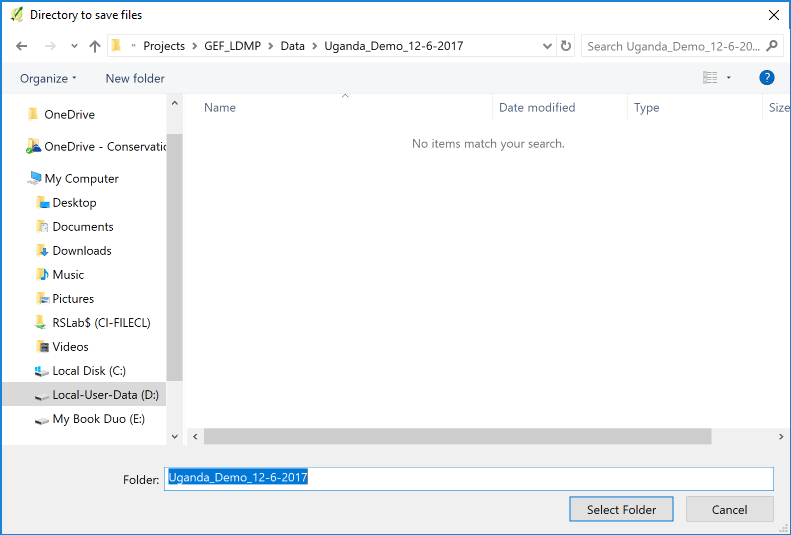 Directory to save files
« Projects > GEF_LDMP > Data > Uganda_Demo_12-6-2017
Search Uganda_Demo_12-6-20...
Organize
New folder
?
Name
Date modified
Type
Size
No items match your search.
OneDrive
OneDrive - Conservatio
My Computer
Desktop
Documents
Downloads
Music
Pictures
RSLab$ (CI-FILECL)
Videos
Local Disk (C:)
Local-User-Data (D:)
My Book Duo (E:)
Folder: Uganda_Demo_12-6-2017
Select Folder
Cancel